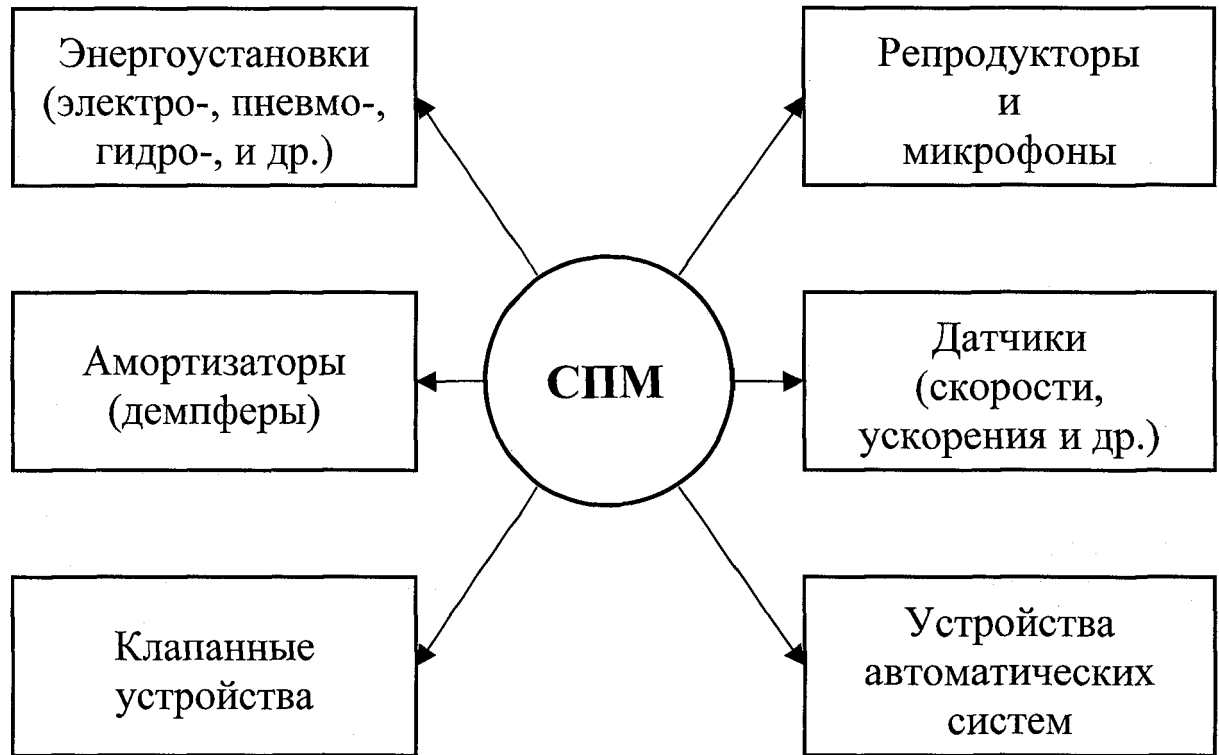 Энергоустановки
(электро-, пневмо-,
гидро-, и др.)
Репродукторы
и
микрофоны
Амортизаторы
(демпферы)
СПМ
Датчики
(скорости,
ускорения и др.)
Клапанные
устройства
Устройства
автоматических
систем